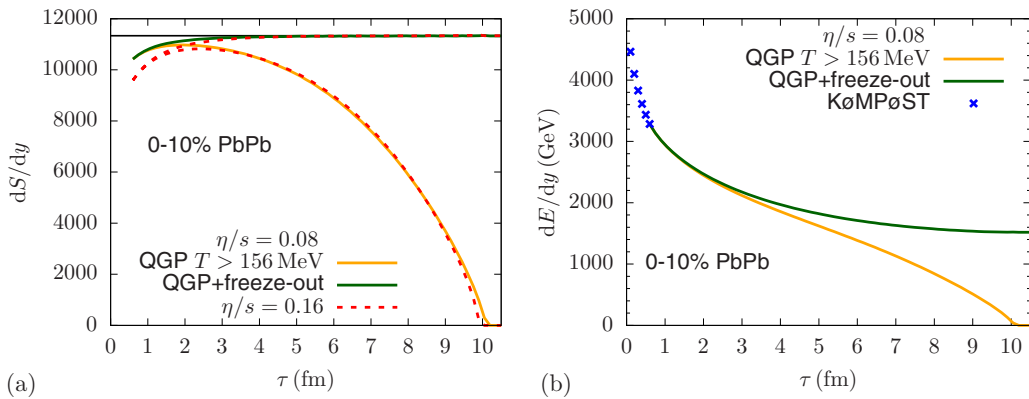 12000
10000
8000
6000
4000
2000
0
dS/dy
0-10% PbPb
η/s = 0.08
QGP T > 156 MeV
QGP+freeze-out
η/s = 0.16
0 1 2 3 4 5 6 7 8 9 10
τ (fm)
(a)
5000
4000
3000
2000
1000
0
dE/dy (GeV)
η/s = 0.08
QGP T > 156 MeV
QGP+freeze-out
KøMPøST
0-10% PbPb
0 1 2 3 4 5 6 7 8 9 10
τ (fm)
(b)